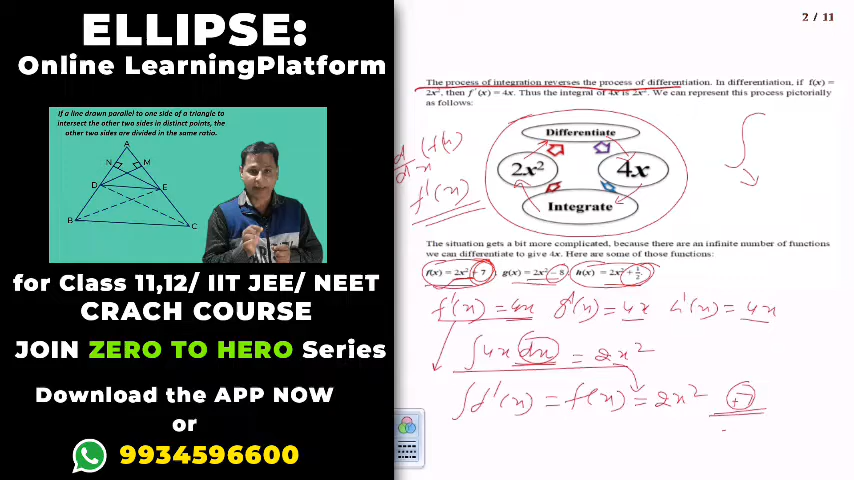 ELLIPSE:
Online LearningPlatform
If a line drawn parallel to one side of a triangle to
intersect the other two sides in distinct points, the
other two sides are divided in the same ratio.
A
N
M
D
E
B
C
for Class 11,12/ IIT JEE/ NEET
CRACH COURSE
JOIN ZERO TO HERO Series
Download the APP NOW
or
9934596600
2 / 11
The process of integration reverses the process of differentiation. In differentiation, if f(x) =
2x², then f'(x) = 4x. Thus the integral of 4x is 2x². We can represent this process pictorially
as follows:
Differentiate
2x²
4x
Integrate
d/dx (f(x)
f'(x)
∫
The situation gets a bit more complicated, because there are an infinite number of functions
we can differentiate to give 4x. Here are some of those functions:
f(x) = 2x² + 7, g(x) = 2x² − 8, h(x) = 2x² + 1/2.
f'(x) = 4x g'(x) = 4x h'(x) = 4x
∫4x dx = 2x²
∫f'(x) = f(x) = 2x² +7